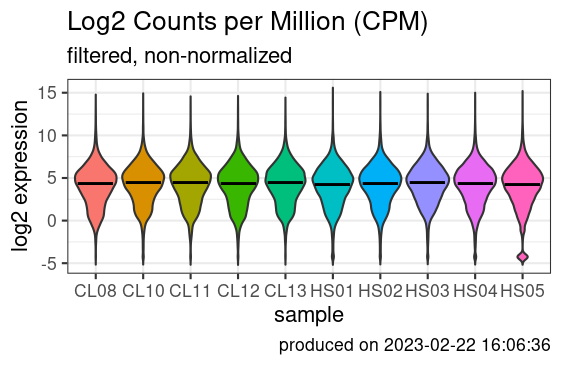 Log2 Counts per Million (CPM)
filtered, non-normalized
log2 expression
15
10
5
0
-5
CL08 CL10 CL11 CL12 CL13 HS01 HS02 HS03 HS04 HS05
sample
produced on 2023-02-22 16:06:36